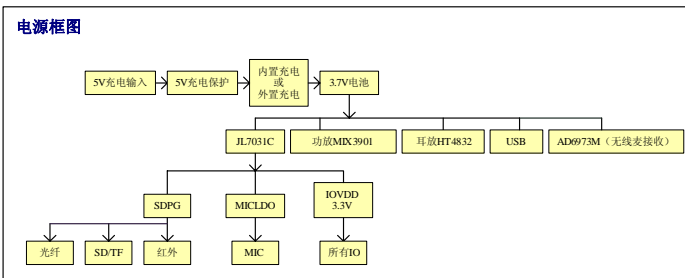 电源框图
5V充电输入
5V充电保护
内置充电
或
外置充电
3.7V电池
JL7031C
功放MIX3901
耳放HT4832
USB
AD6973M（无线麦接收）
SDPG
MICLDO
IOVDD
3.3V
光纤
SD/TF
红外
MIC
所有IO